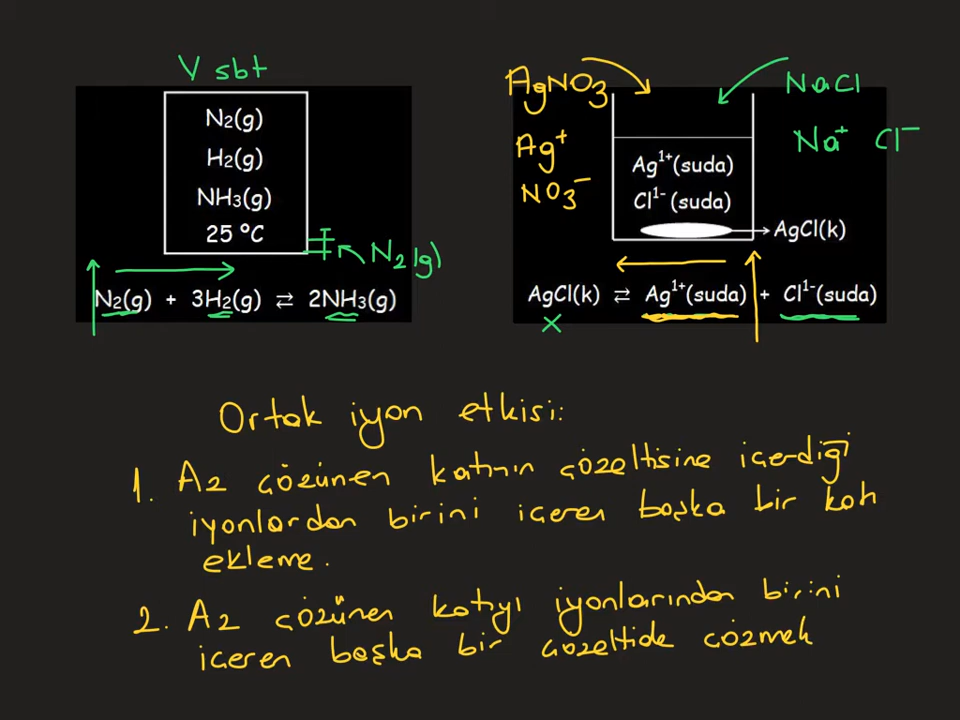 V sbt
N2(g)
H2(g)
NH3(g)
25 °C
N2(g)
N2(g) + 3H2(g) ⇄ 2NH3(g)
AgNO3
Ag+
NO3−
NaCl
Na+ Cl−
Ag1+(suda)
Cl1-(suda)
AgCl(k)
AgCl(k) ⇄ Ag1+(suda) + Cl1-(suda)
X
Ortak iyon etkisi:
1. Az çözünen katının çözeltisine içerdiği
iyonlardan birini içeren başka bir katı
ekleme.
2. Az çözünen katıyı iyonlarından birini
içeren başka bir çözeltide çözmek